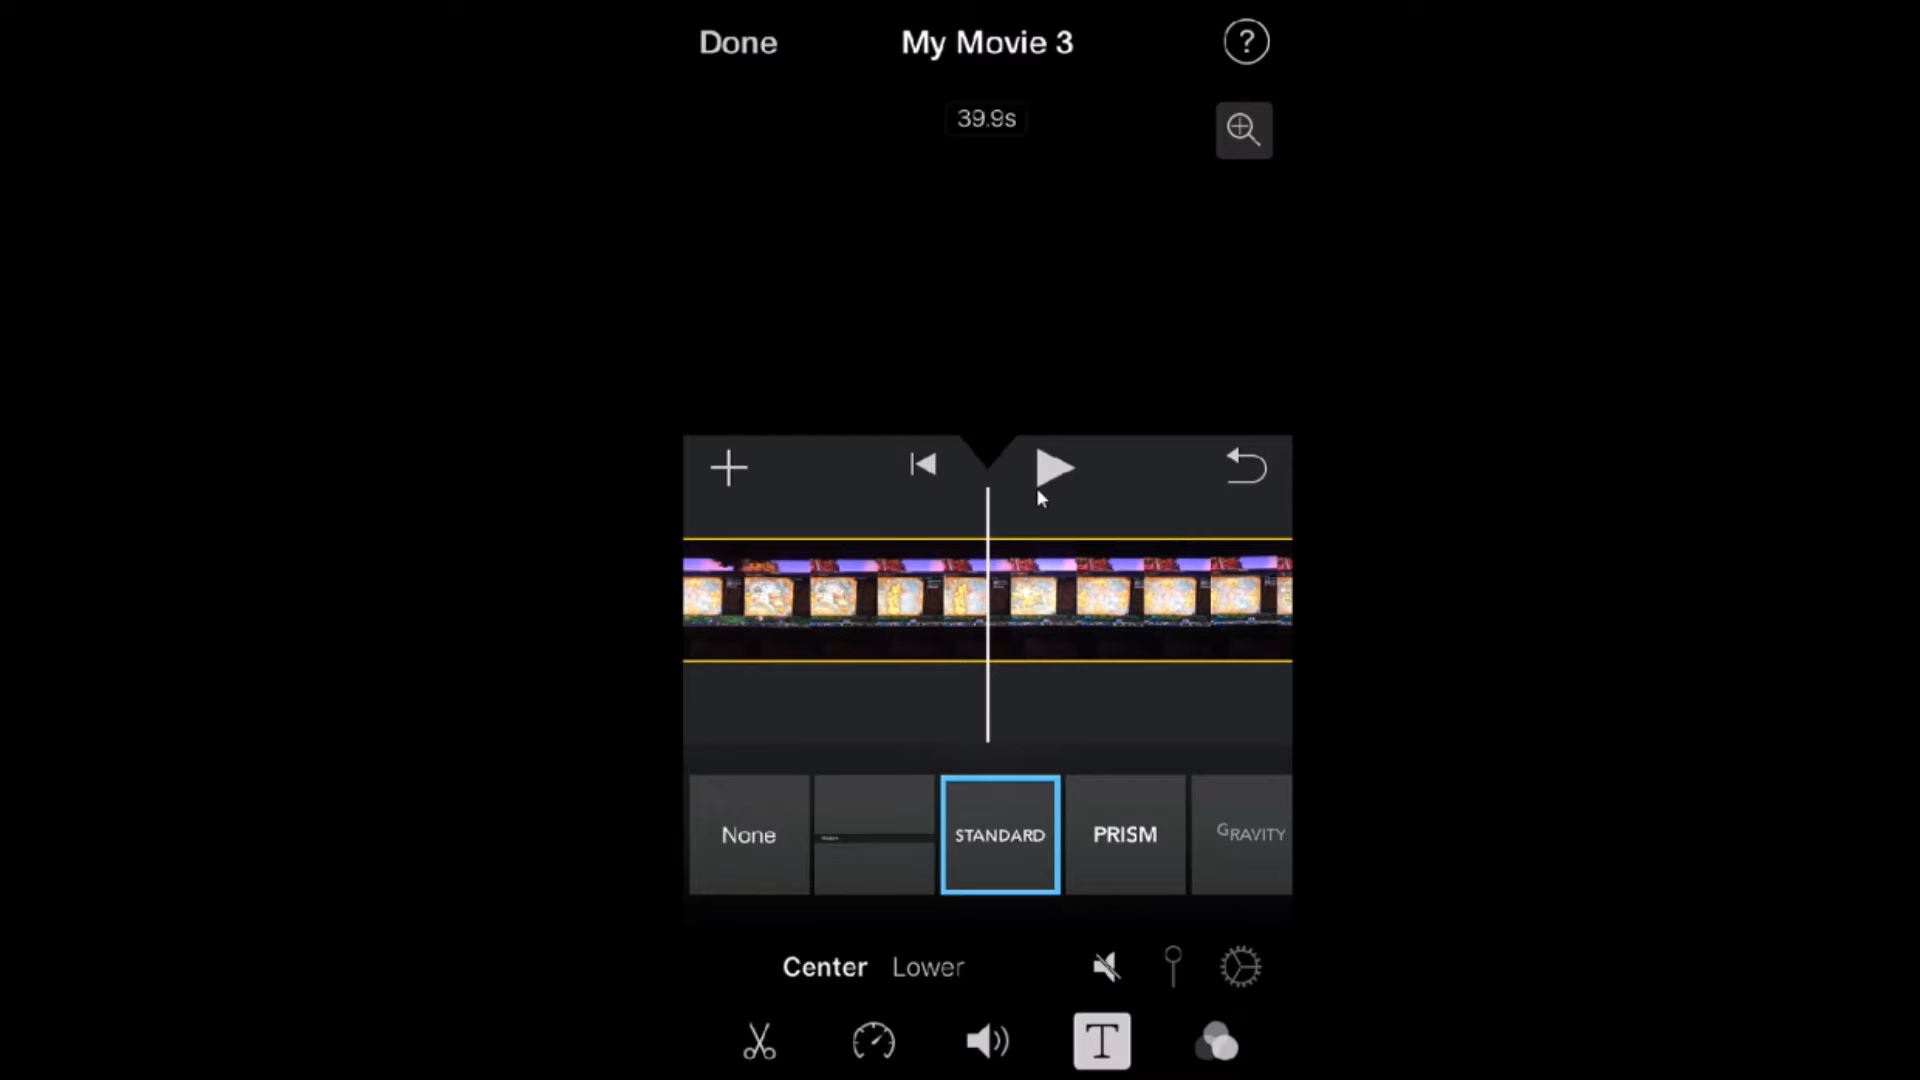 Done My Movie 3 ?
39.9s
None STANDARD PRISM GRAVITY
Center Lower
T